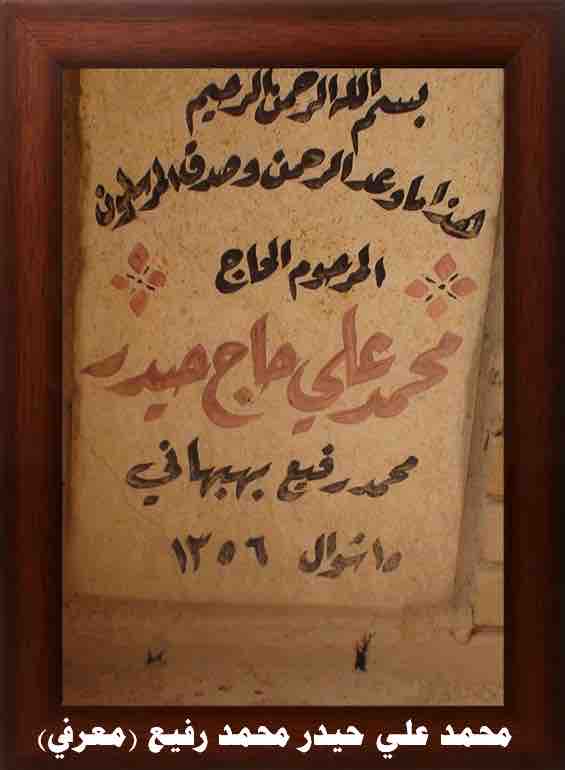 بسم الله الرحمن الرحيم
هذا ما وعد الرحمن وصدق المرسلون
المرحوم الحاج
محمد علي حاج حيدر
محمد رفيع بهبهاني
١٥ شوال ١٣٥٦
محمد علي حيدر محمد رفيع (معرفي)